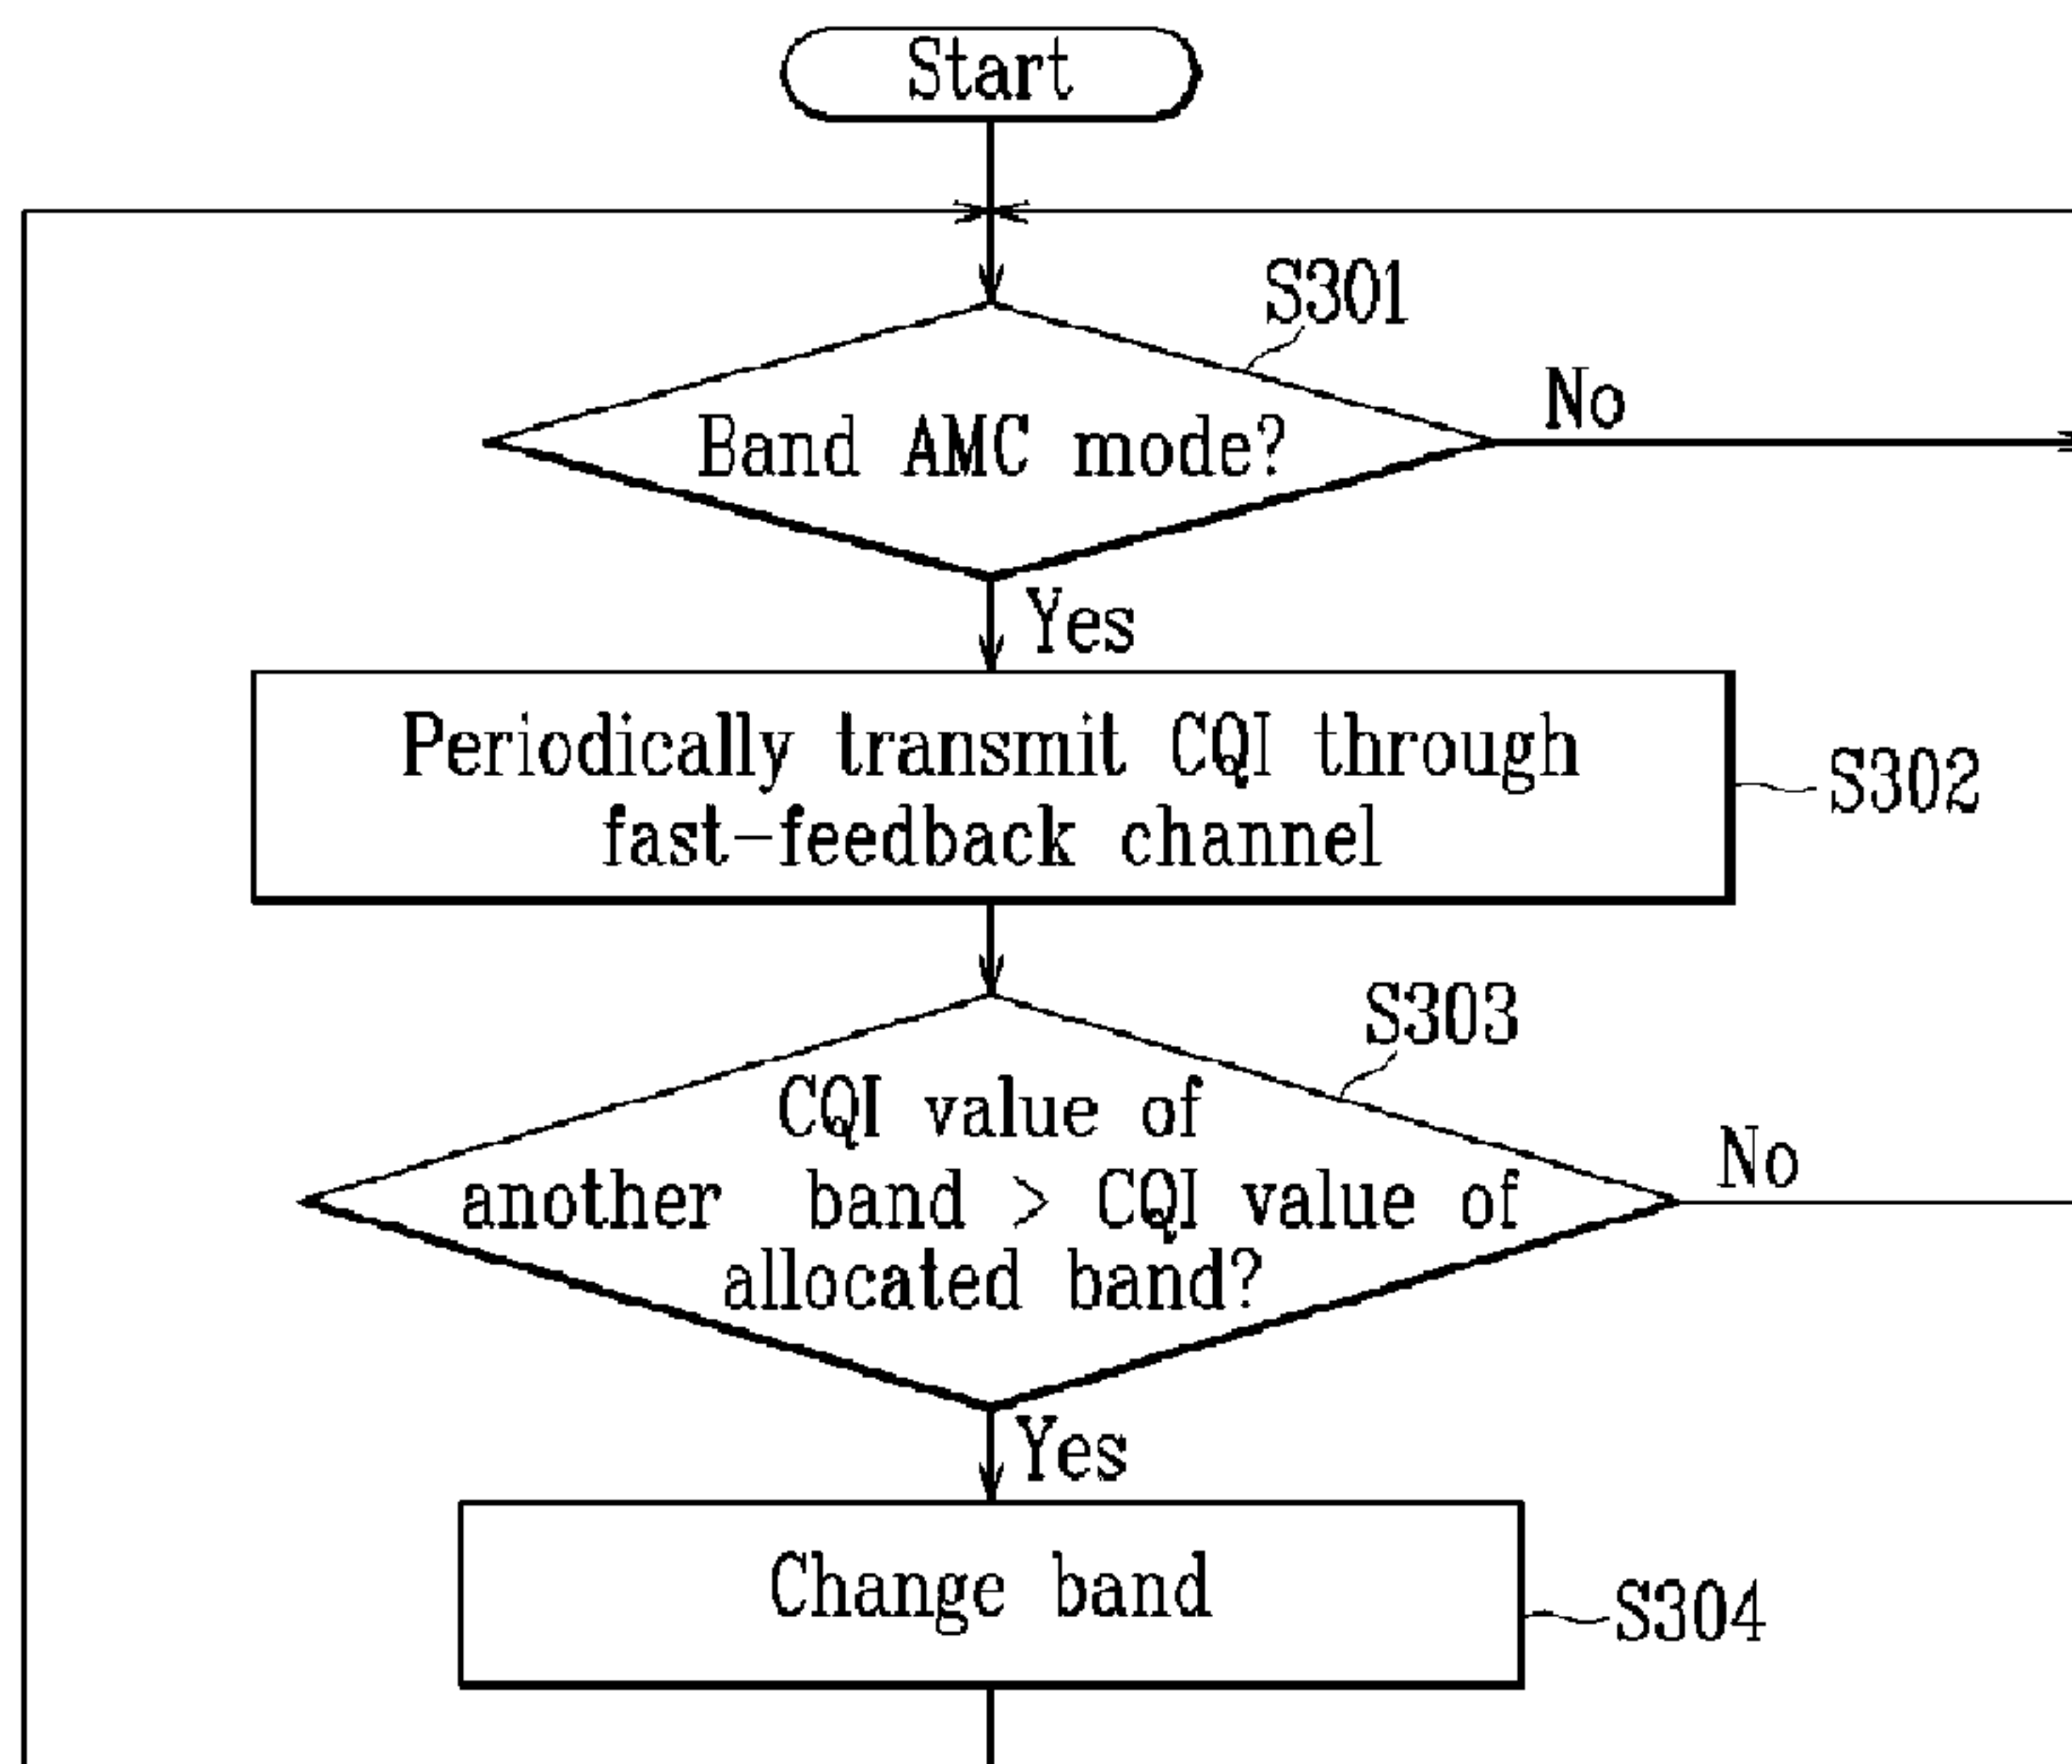 Start
S301
Band AMC mode?
No
Yes
Periodically transmit CQI through
fast-feedback channel
S302
S303
CQI value of
another band > CQI value of
allocated band?
No
Yes
Change band
S304